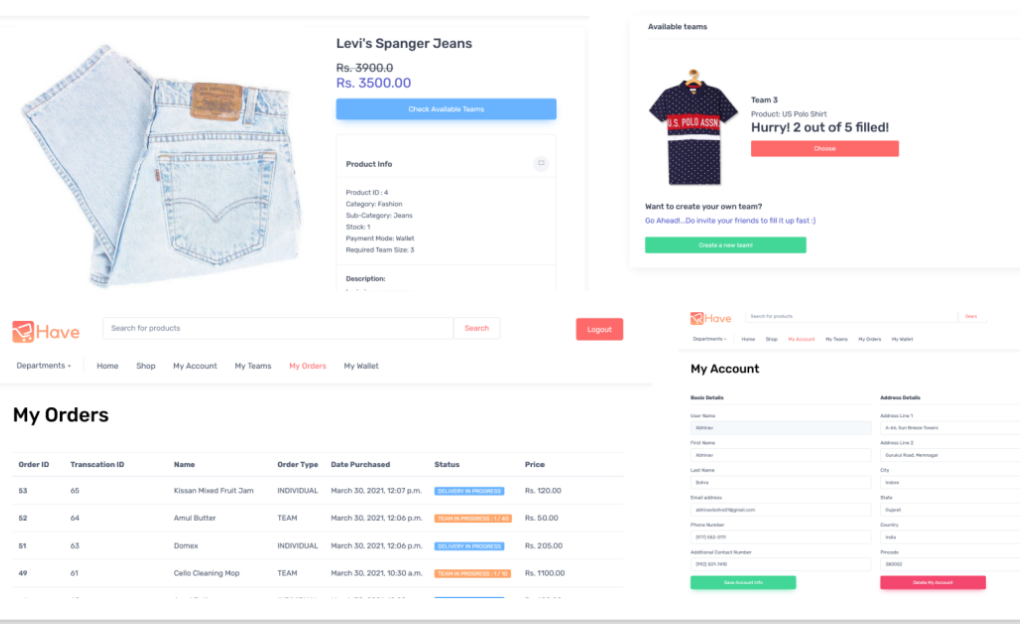 Levi's Spanger Jeans
Rs. 3900.0
Rs. 3500.00
Check Available Teams
Product Info
Product ID : 4
Category: Fashion
Sub-Category: Jeans
Stock: 1
Payment Mode: Wallet
Required Team Size: 3
Description:
Available teams
U.S. POLO ASSN
Team 3
Product: US Polo Shirt
Hurry! 2 out of 5 filled!
Choose
Want to create your own team?
Go Ahead!...Do invite your friends to fill it up fast :)
Create a new team!
Have
Search for products
Search
Logout
Departments
Home
Shop
My Account
My Teams
My Orders
My Wallet
My Orders
Order ID Transcation ID Name Order Type Date Purchased Status Price
53 65 Kissan Mixed Fruit Jam INDIVIDUAL March 30, 2021, 12:07 p.m. DELIVERY IN PROGRESS Rs. 120.00
52 64 Amul Butter TEAM March 30, 2021, 12:06 p.m. TEAM IN PROGRESS : 1 / Rs. 50.00
51 63 Domex INDIVIDUAL March 30, 2021, 12:06 p.m. DELIVERY IN PROGRESS Rs. 205.00
49 61 Cello Cleaning Mop TEAM March 30, 2021, 10:30 a.m. TEAM IN PROGRESS : 1 / 10 Rs. 1100.00
Have
Search for products
Searc
Departments
Home
Shop
My Account
My Teams
My Orders
My Wallet
My Account
Basic Details
User Name
Abhinav
First Name
Abhinav
Last Name
Email address
Phone Number
Additional Contact Number
Save Account Info
Address Details
Address Line 1
Sun Breeze Towers
Address Line 2
Gurukul Road, Memnagar
City
Indore
State
Gujarat
Country
India
Pincode
Delete My Account